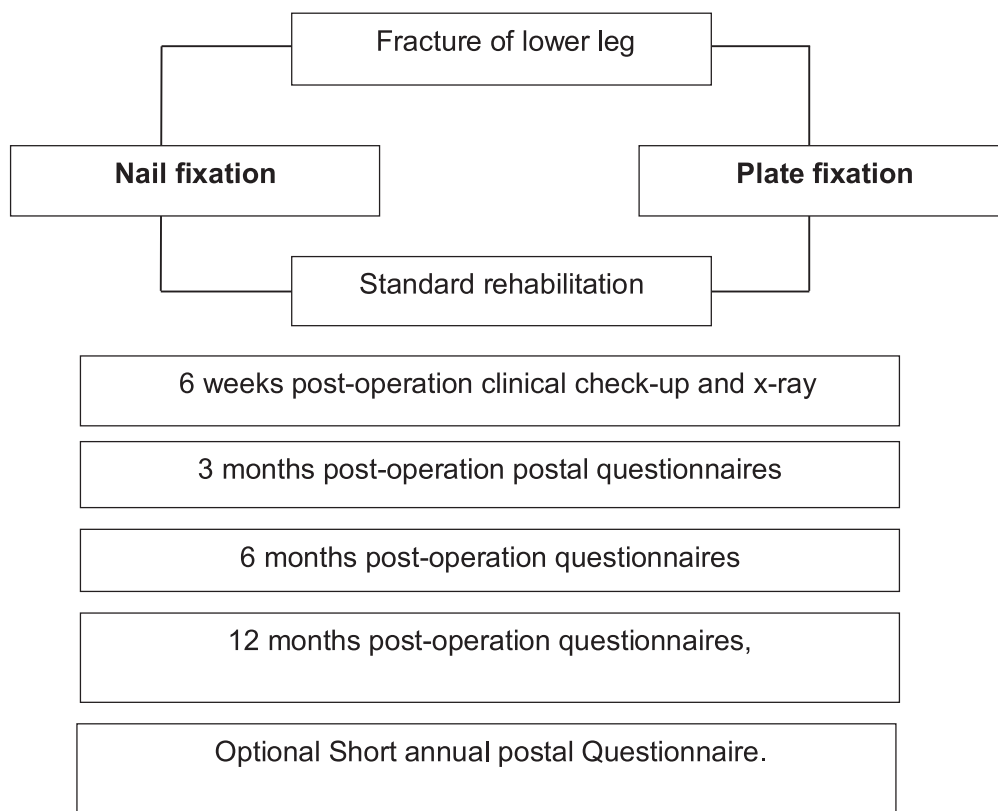 Fracture of lower leg
Nail fixation
Plate fixation
Standard rehabilitation
6 weeks post-operation clinical check-up and x-ray
3 months post-operation postal questionnaires
6 months post-operation questionnaires
12 months post-operation questionnaires,
Optional Short annual postal Questionnaire.